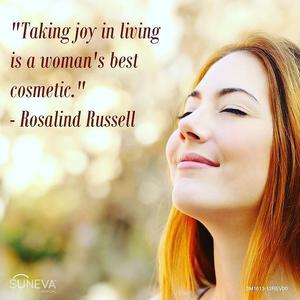 "Taking joy in living
is a woman's best
cosmetic."
- Rosalind Russell
SUNEVA